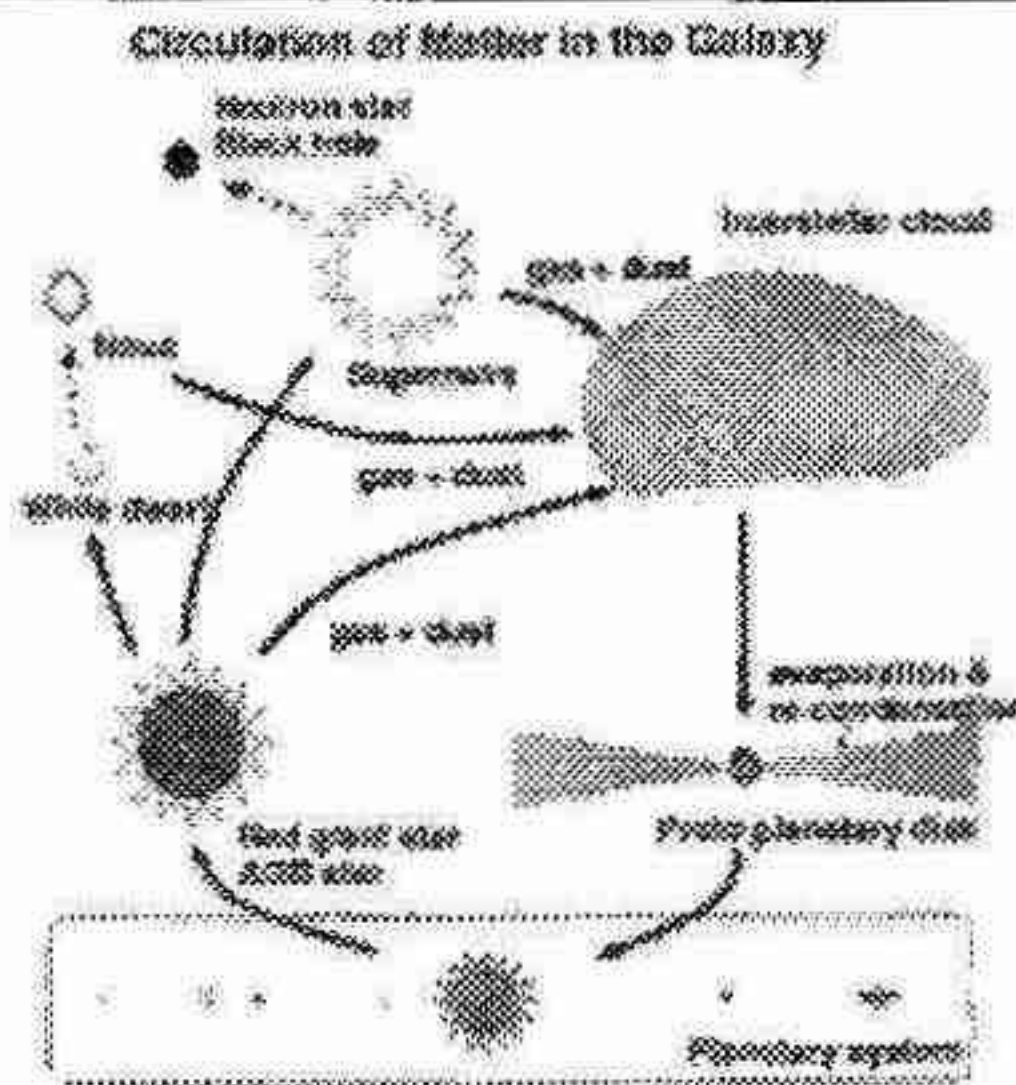 Circulation of Matter in the Galaxy
Neutron star
Black hole
Interstellar cloud
gas + dust
Nova
Supernova
gas + dust
White dwarf
gas + dust
evaporation &
re-condensation
Proto planetary disk
Red giant star
AGB star
Planetary system